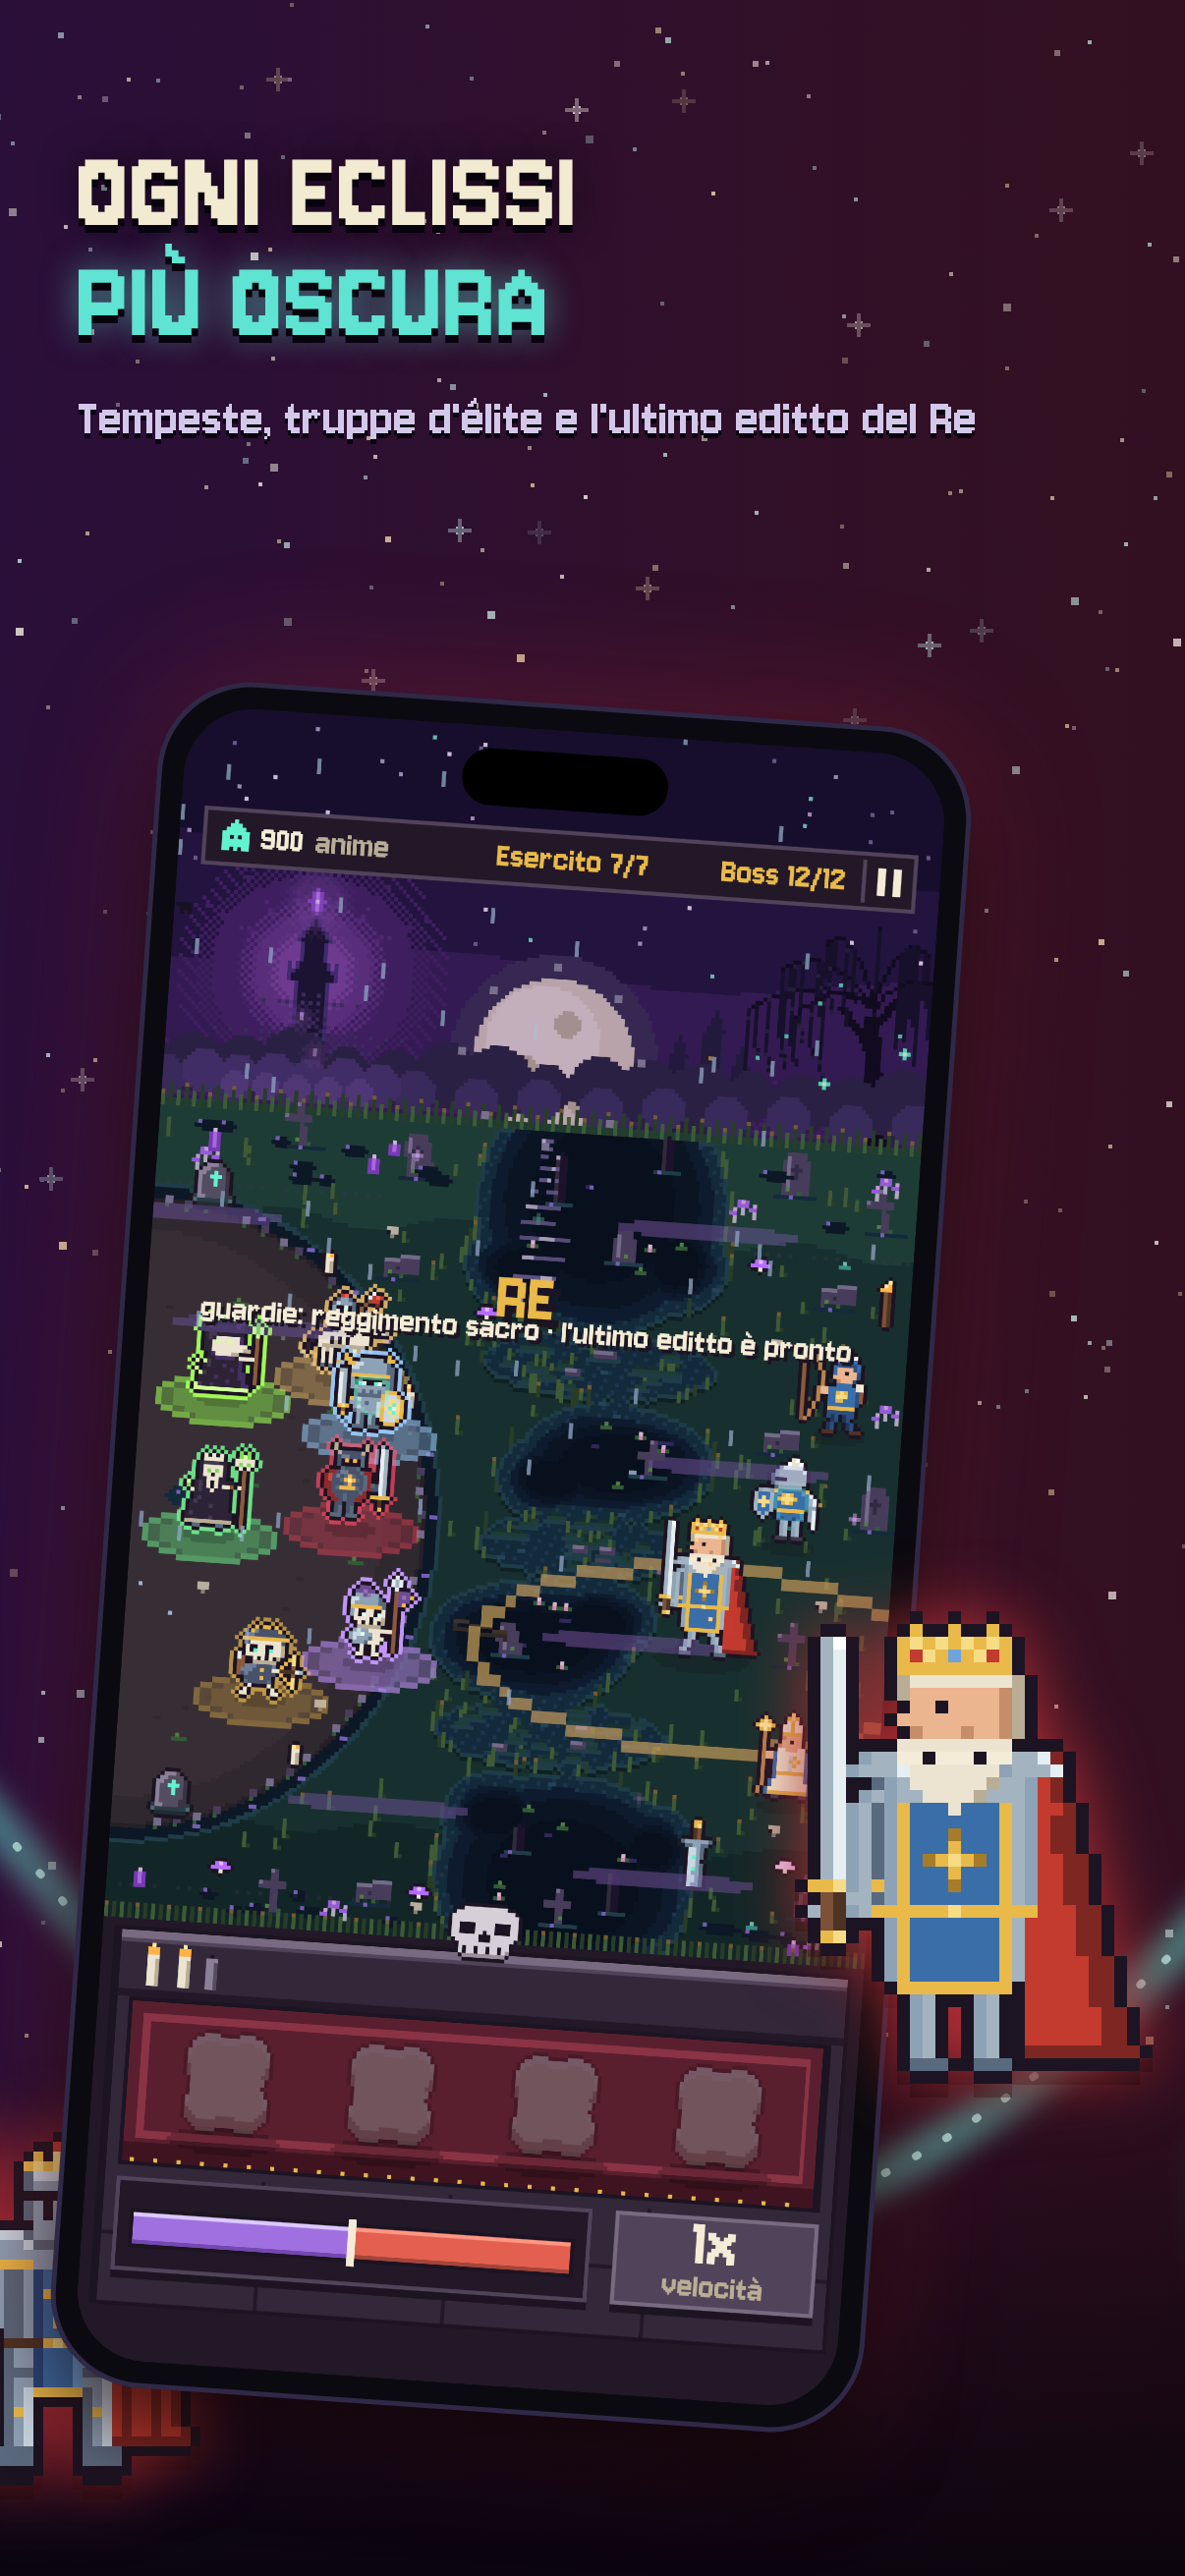 OGNI ECLISSI
PIÙ OSCURA
Tempeste, truppe d'élite e l'ultimo editto del Re
900 anime
Esercito 7/7
Boss 12/12
RE
guardie: reggimento sacro · l'ultimo editto è pronto.
1x
velocità